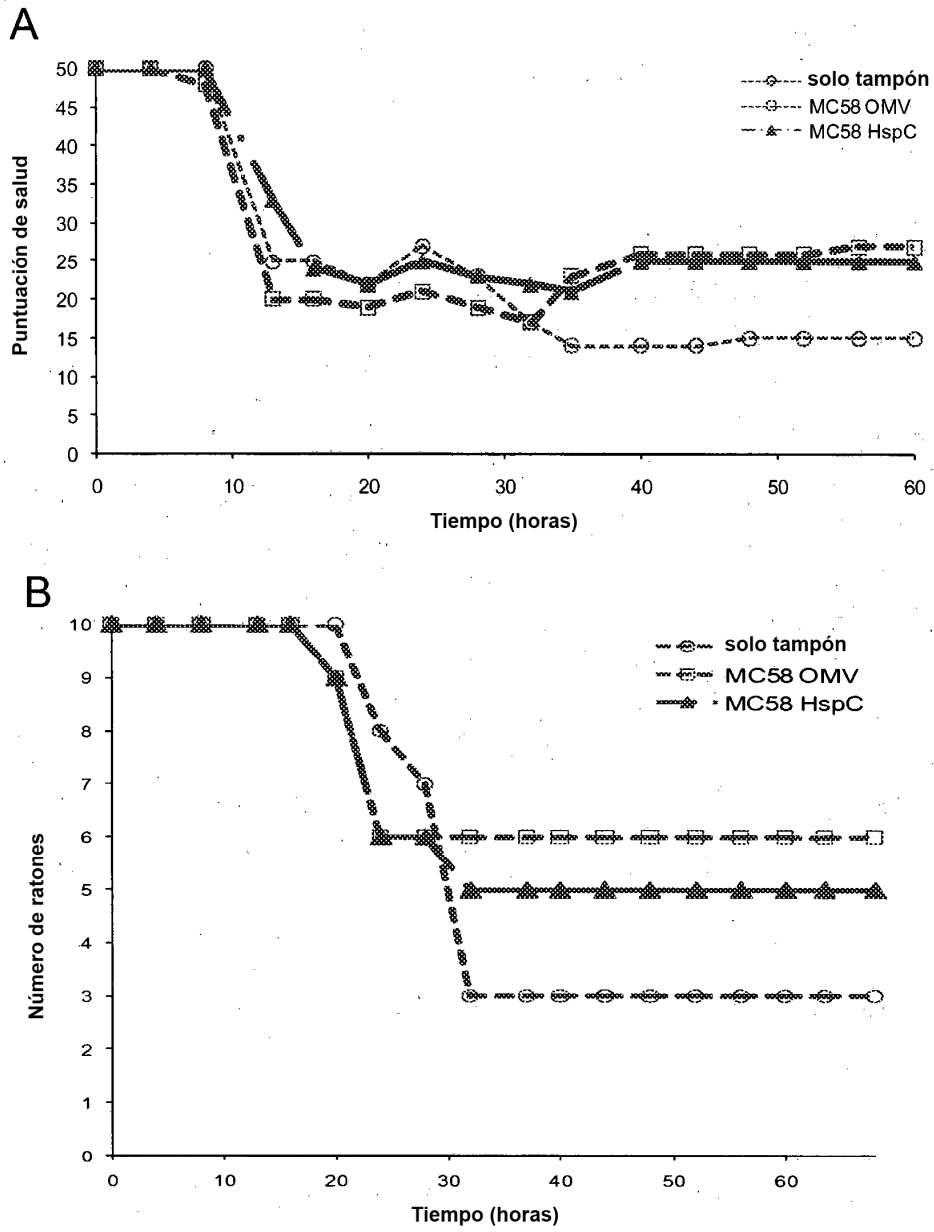 A
50
45
40
35
30
25
20
15
10
5
0
Puntuación de salud
solo tampón
MC58 OMV
MC58 HspC
0 10 20 30 40 50 60
Tiempo (horas)
B
10
9
8
7
6
5
4
3
2
1
0
Número de ratones
solo tampón
MC58 OMV
MC58 HspC
0 10 20 30 40 50 60
Tiempo (horas)